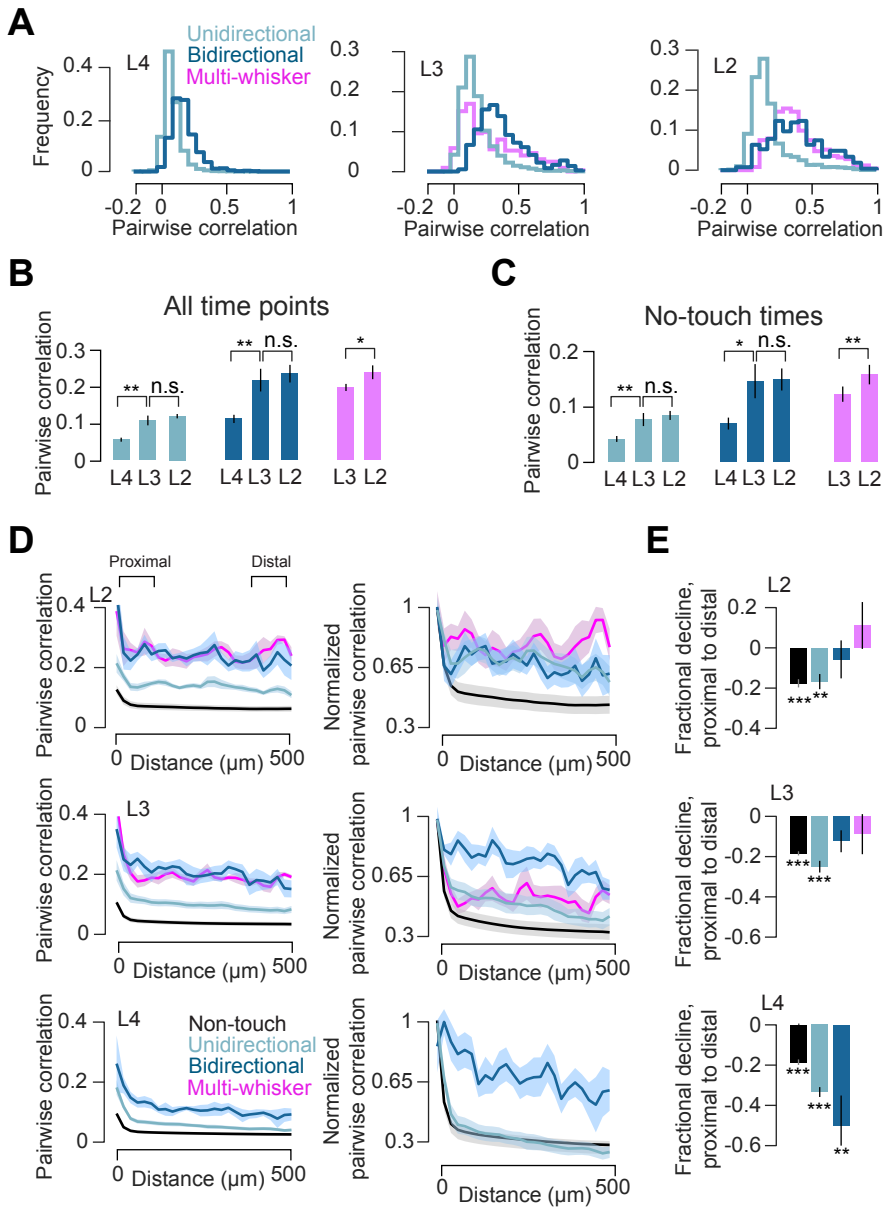 A
Unidirectional
Bidirectional
Multi-whisker
L4
L3
L2
Frequency
0.4
0.2
0
0.3
0.2
0.1
0
0.3
0.2
0.1
0
-0.2 0 0.5 1
-0.2 0 0.5 1
-0.2 0 0.5 1
Pairwise correlation
Pairwise correlation
Pairwise correlation
B
All time points
Pairwise correlation
0.3
0.2
0.1
0
** n.s.
** n.s.
*
L4 L3 L2
L4 L3 L2
L3 L2
C
No-touch times
Pairwise correlation
0.2
0.1
0
** n.s.
* n.s.
**
L4 L3 L2
L4 L3 L2
L3 L2
D
Proximal
Distal
L2
Pairwise correlation
0.4
0.2
0
0 500
Distance (µm)
Normalized
pairwise correlation
1
0.65
0.3
0 500
Distance (µm)
L3
Pairwise correlation
0.4
0.2
0
0 500
Distance (µm)
Normalized
pairwise correlation
1
0.65
0.3
0 500
Distance (µm)
L4
Non-touch
Unidirectional
Bidirectional
Multi-whisker
Pairwise correlation
0.4
0.2
0
0 500
Distance (µm)
Normalized
pairwise correlation
1
0.65
0.3
0 500
Distance (µm)
E
L2
Fractional decline,
proximal to distal
0.2
0
-0.2
-0.4
*** **
L3
Fractional decline,
proximal to distal
0
-0.2
-0.4
-0.6
*** ***
L4
Fractional decline,
proximal to distal
0
-0.2
-0.4
-0.6
*** *** **